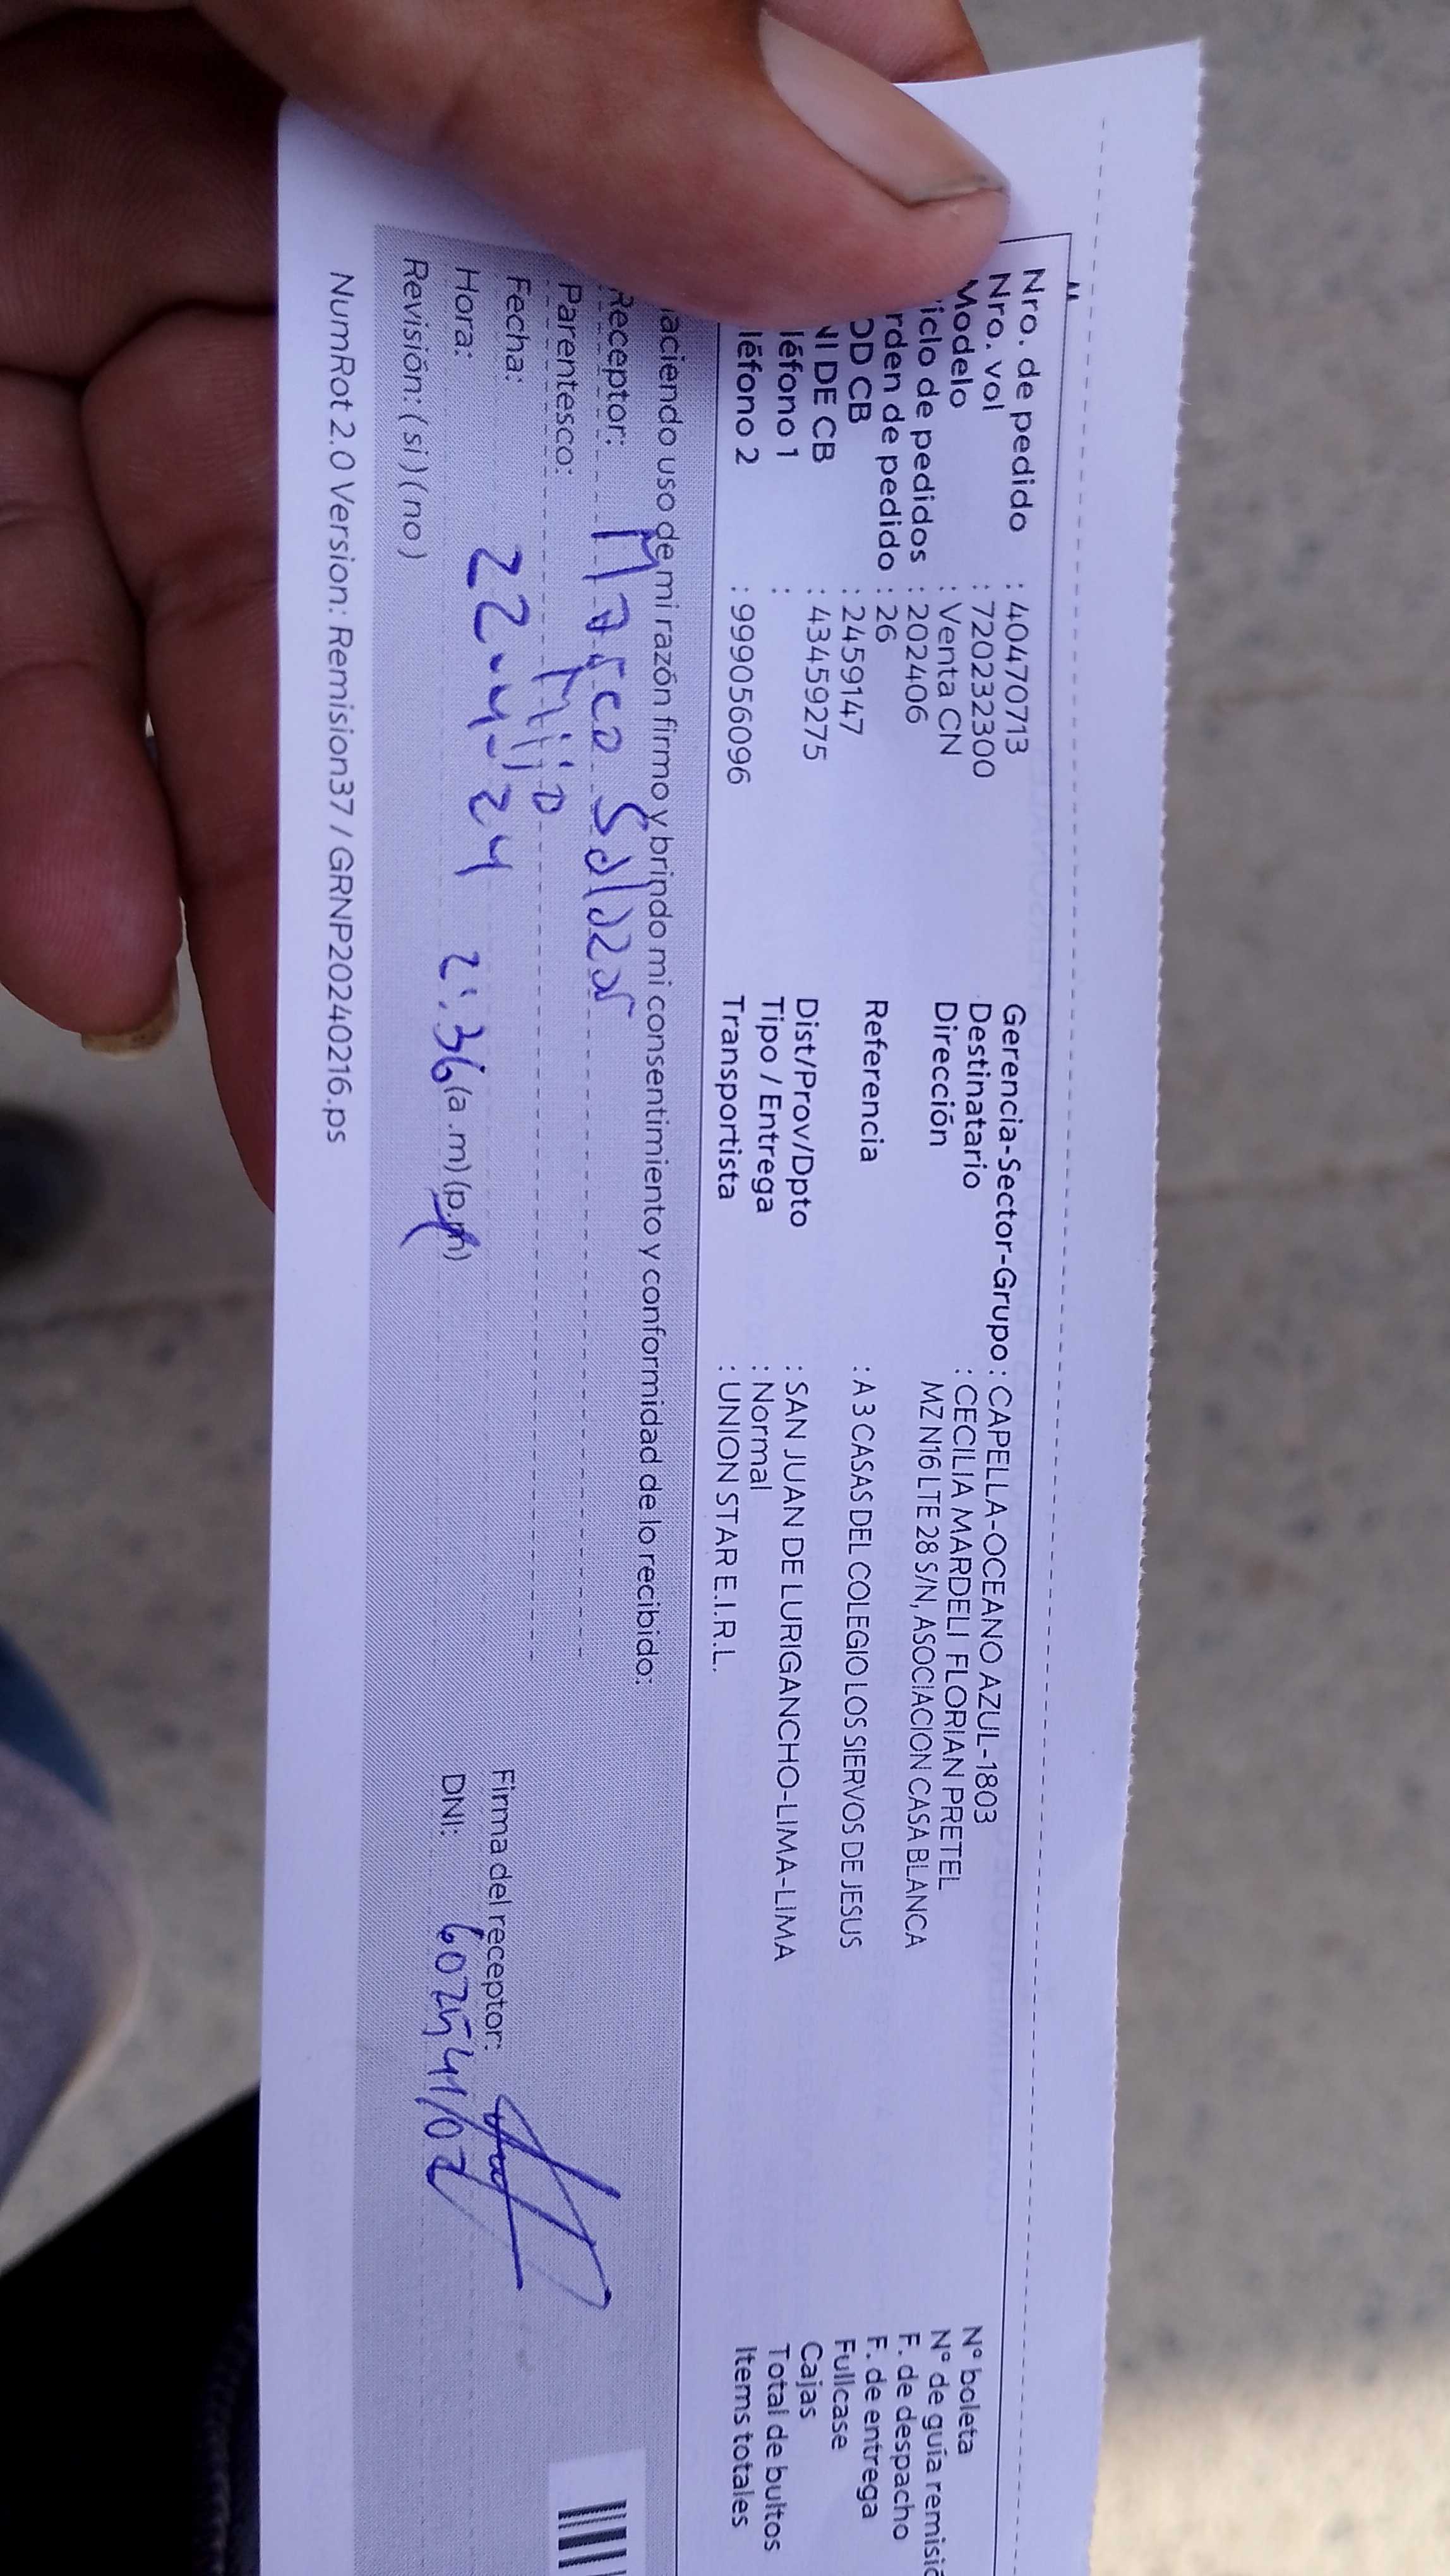 Nro. de pedido : 40470713
Nro. vol : 720232300
Modelo : Venta CN
iclo de pedidos : 202406
rden de pedido : 26
OD CB : 2459147
NI DE CB : 43459275
léfono 1 :
léfono 2 : 999056096
Gerencia-Sector-Grupo : CAPELLA-OCEANO AZUL-1803
Destinatario : CECILIA MARDELI FLORIAN PRETEL
Dirección MZ N16 LTE 28 S/N, ASOCIACION CASA BLANCA
Referencia : A 3 CASAS DEL COLEGIO LOS SIERVOS DE JESUS
Dist/Prov/Dpto : SAN JUAN DE LURIGANCHO-LIMA-LIMA
Tipo / Entrega : Normal
Transportista : UNION STAR E.I.R.L.
N° boleta
N° de guía remisió
F. de despacho
F. de entrega
Fullcase
Cajas
Total de bultos
Items totales
aciendo uso de mi razón firmo y brindo mi consentimiento y conformidad de lo recibido:
Receptor: Marco Salazar
Parentesco: Hijo
Fecha: 22-4-24
Hora: 2:36 (a.m) (p.m)
Revisión: (si) (no)
Firma del receptor:
DNI: 60254102
NumRot 2.0 Version: Remision37 / GRNP20240216.ps